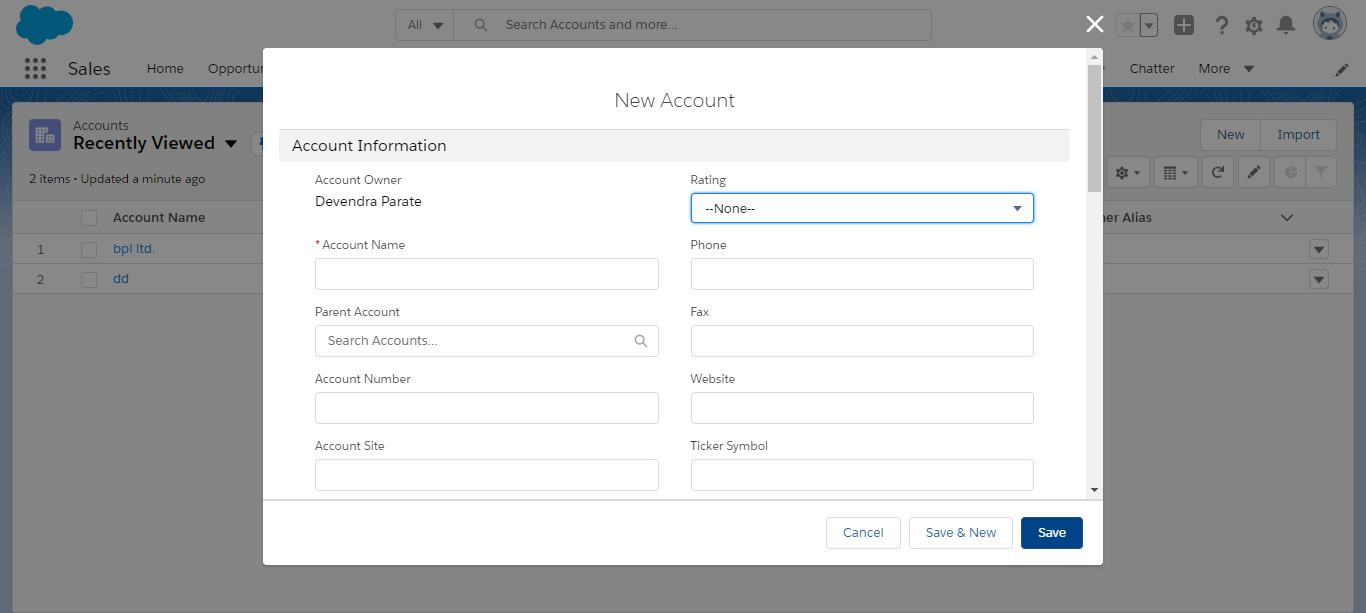 All
Search Accounts and more...
Sales
Home
Chatter
More
Accounts
Recently Viewed
New
Import
2 items • Updated a minute ago
Account Name
1
bpl ltd.
2
dd
New Account
Account Information
Account Owner
Rating
Devendra Parate
--None--
* Account Name
Phone
Parent Account
Fax
Search Accounts...
Account Number
Website
Account Site
Ticker Symbol
Cancel
Save & New
Save
Alias